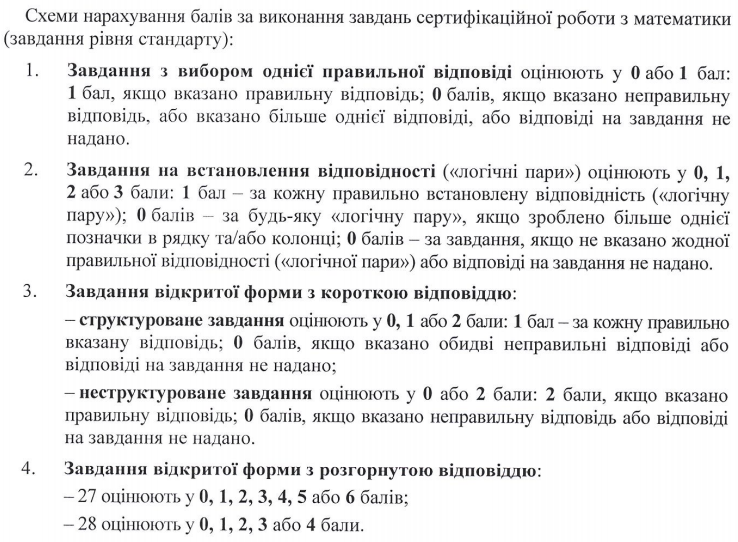 Схеми нарахування балів за виконання завдань сертифікаційної роботи з математики
(завдання рівня стандарту):
1. Завдання з вибором однієї правильної відповіді оцінюють у 0 або 1 бал:
1 бал, якщо вказано правильну відповідь; 0 балів, якщо вказано неправильну
відповідь, або вказано більше однієї відповіді, або відповіді на завдання не
надано.
2. Завдання на встановлення відповідності («логічні пари») оцінюють у 0, 1,
2 або 3 бали: 1 бал – за кожну правильно встановлену відповідність («логічну
пару»); 0 балів – за будь-яку «логічну пару», якщо зроблено більше однієї
позначки в рядку та/або колонці; 0 балів – за завдання, якщо не вказано жодної
правильної відповідності («логічної пари») або відповіді на завдання не надано.
3. Завдання відкритої форми з короткою відповіддю:
– структуроване завдання оцінюють у 0, 1 або 2 бали: 1 бал – за кожну правильно
вказану відповідь; 0 балів, якщо вказано обидві неправильні відповіді або
відповіді на завдання не надано;
– неструктуроване завдання оцінюють у 0 або 2 бали: 2 бали, якщо вказано
правильну відповідь; 0 балів, якщо вказано неправильну відповідь або відповіді
на завдання не надано.
4. Завдання відкритої форми з розгорнутою відповіддю:
– 27 оцінюють у 0, 1, 2, 3, 4, 5 або 6 балів;
– 28 оцінюють у 0, 1, 2, 3 або 4 бали.